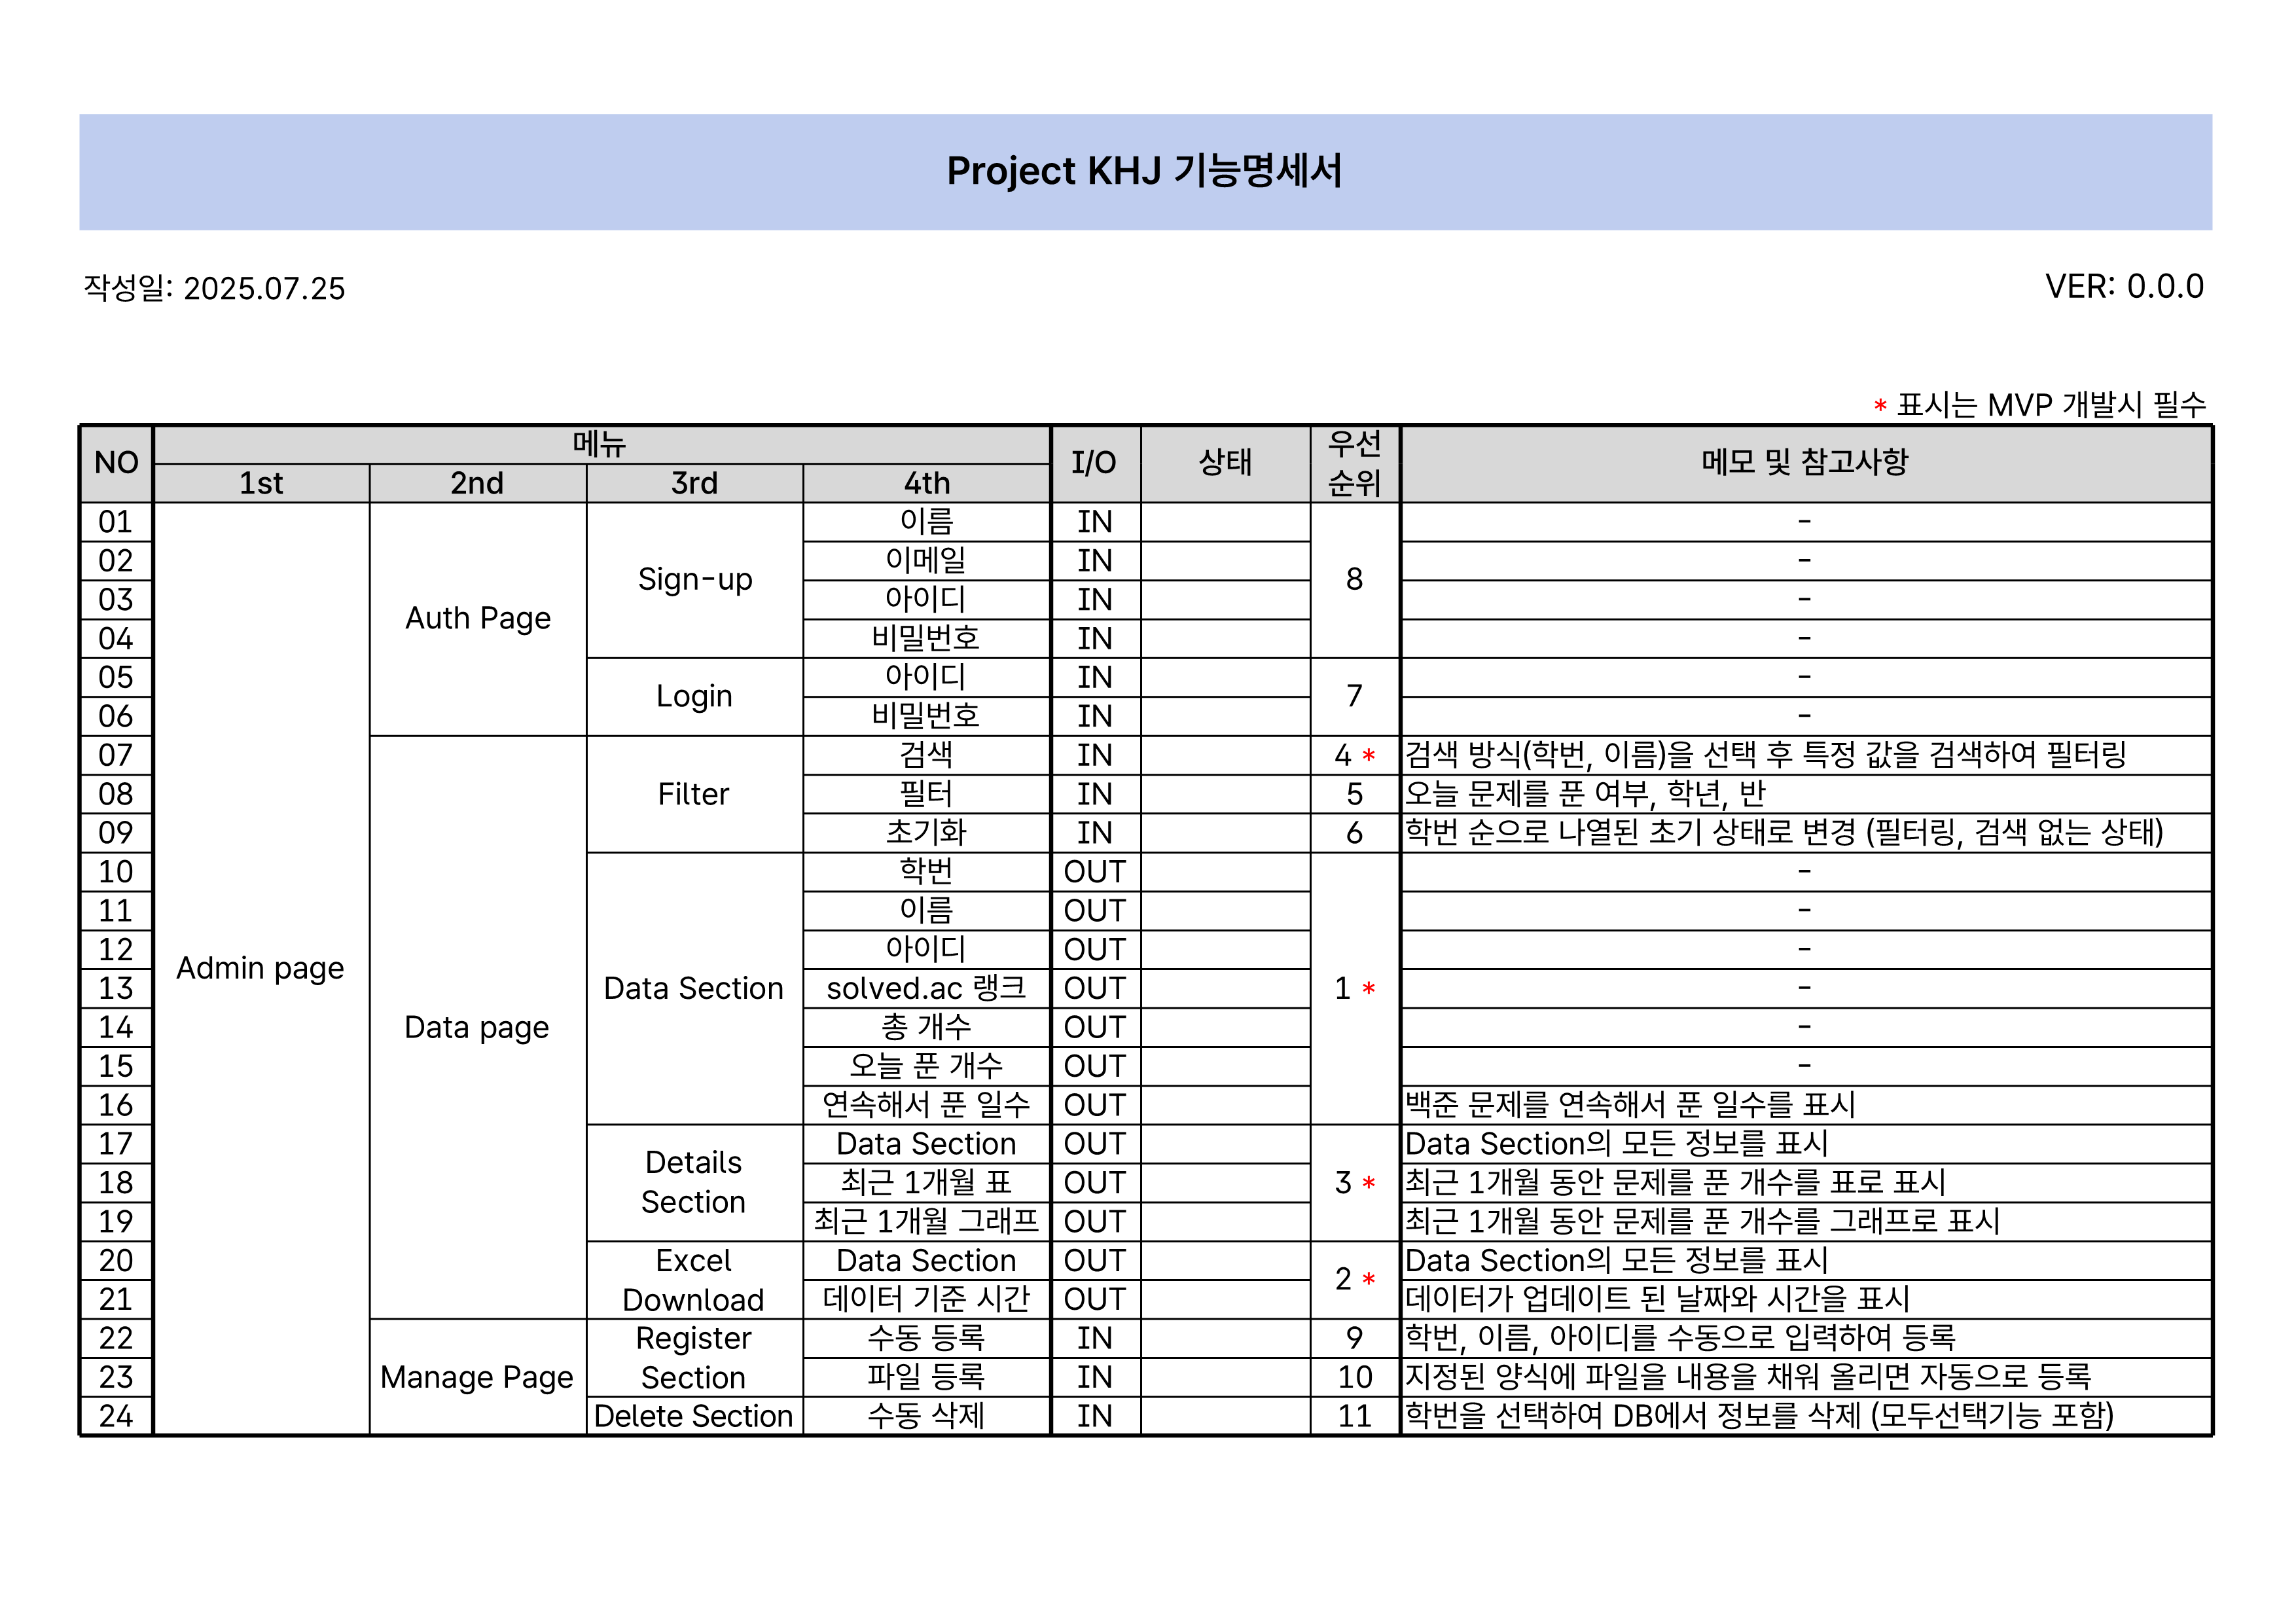 Project KHJ 기능명세서
작성일: 2025.07.25
VER: 0.0.0
* 표시는 MVP 개발시 필수
NO 메뉴 I/O 상태 우선 순위 메모 및 참고사항
1st 2nd 3rd 4th
01 Admin page Auth Page Sign-up 이름 IN 8 -
02 이메일 IN -
03 아이디 IN -
04 비밀번호 IN -
05 Login 아이디 IN 7 -
06 비밀번호 IN -
07 Data page Filter 검색 IN 4 * 검색 방식(학번, 이름)을 선택 후 특정 값을 검색하여 필터링
08 필터 IN 5 오늘 문제를 푼 여부, 학년, 반
09 초기화 IN 6 학번 순으로 나열된 초기 상태로 변경 (필터링, 검색 없는 상태)
10 Data Section 학번 OUT 1 * -
11 이름 OUT -
12 아이디 OUT -
13 solved.ac 랭크 OUT -
14 총 개수 OUT -
15 오늘 푼 개수 OUT -
16 연속해서 푼 일수 OUT 백준 문제를 연속해서 푼 일수를 표시
17 Details Section Data Section OUT 3 * Data Section의 모든 정보를 표시
18 최근 1개월 표 OUT 최근 1개월 동안 문제를 푼 개수를 표로 표시
19 최근 1개월 그래프 OUT 최근 1개월 동안 문제를 푼 개수를 그래프로 표시
20 Excel Download Data Section OUT 2 * Data Section의 모든 정보를 표시
21 데이터 기준 시간 OUT 데이터가 업데이트 된 날짜와 시간을 표시
22 Manage Page Register Section 수동 등록 IN 9 학번, 이름, 아이디를 수동으로 입력하여 등록
23 파일 등록 IN 10 지정된 양식에 파일을 내용을 채워 올리면 자동으로 등록
24 Delete Section 수동 삭제 IN 11 학번을 선택하여 DB에서 정보를 삭제 (모두선택기능 포함)